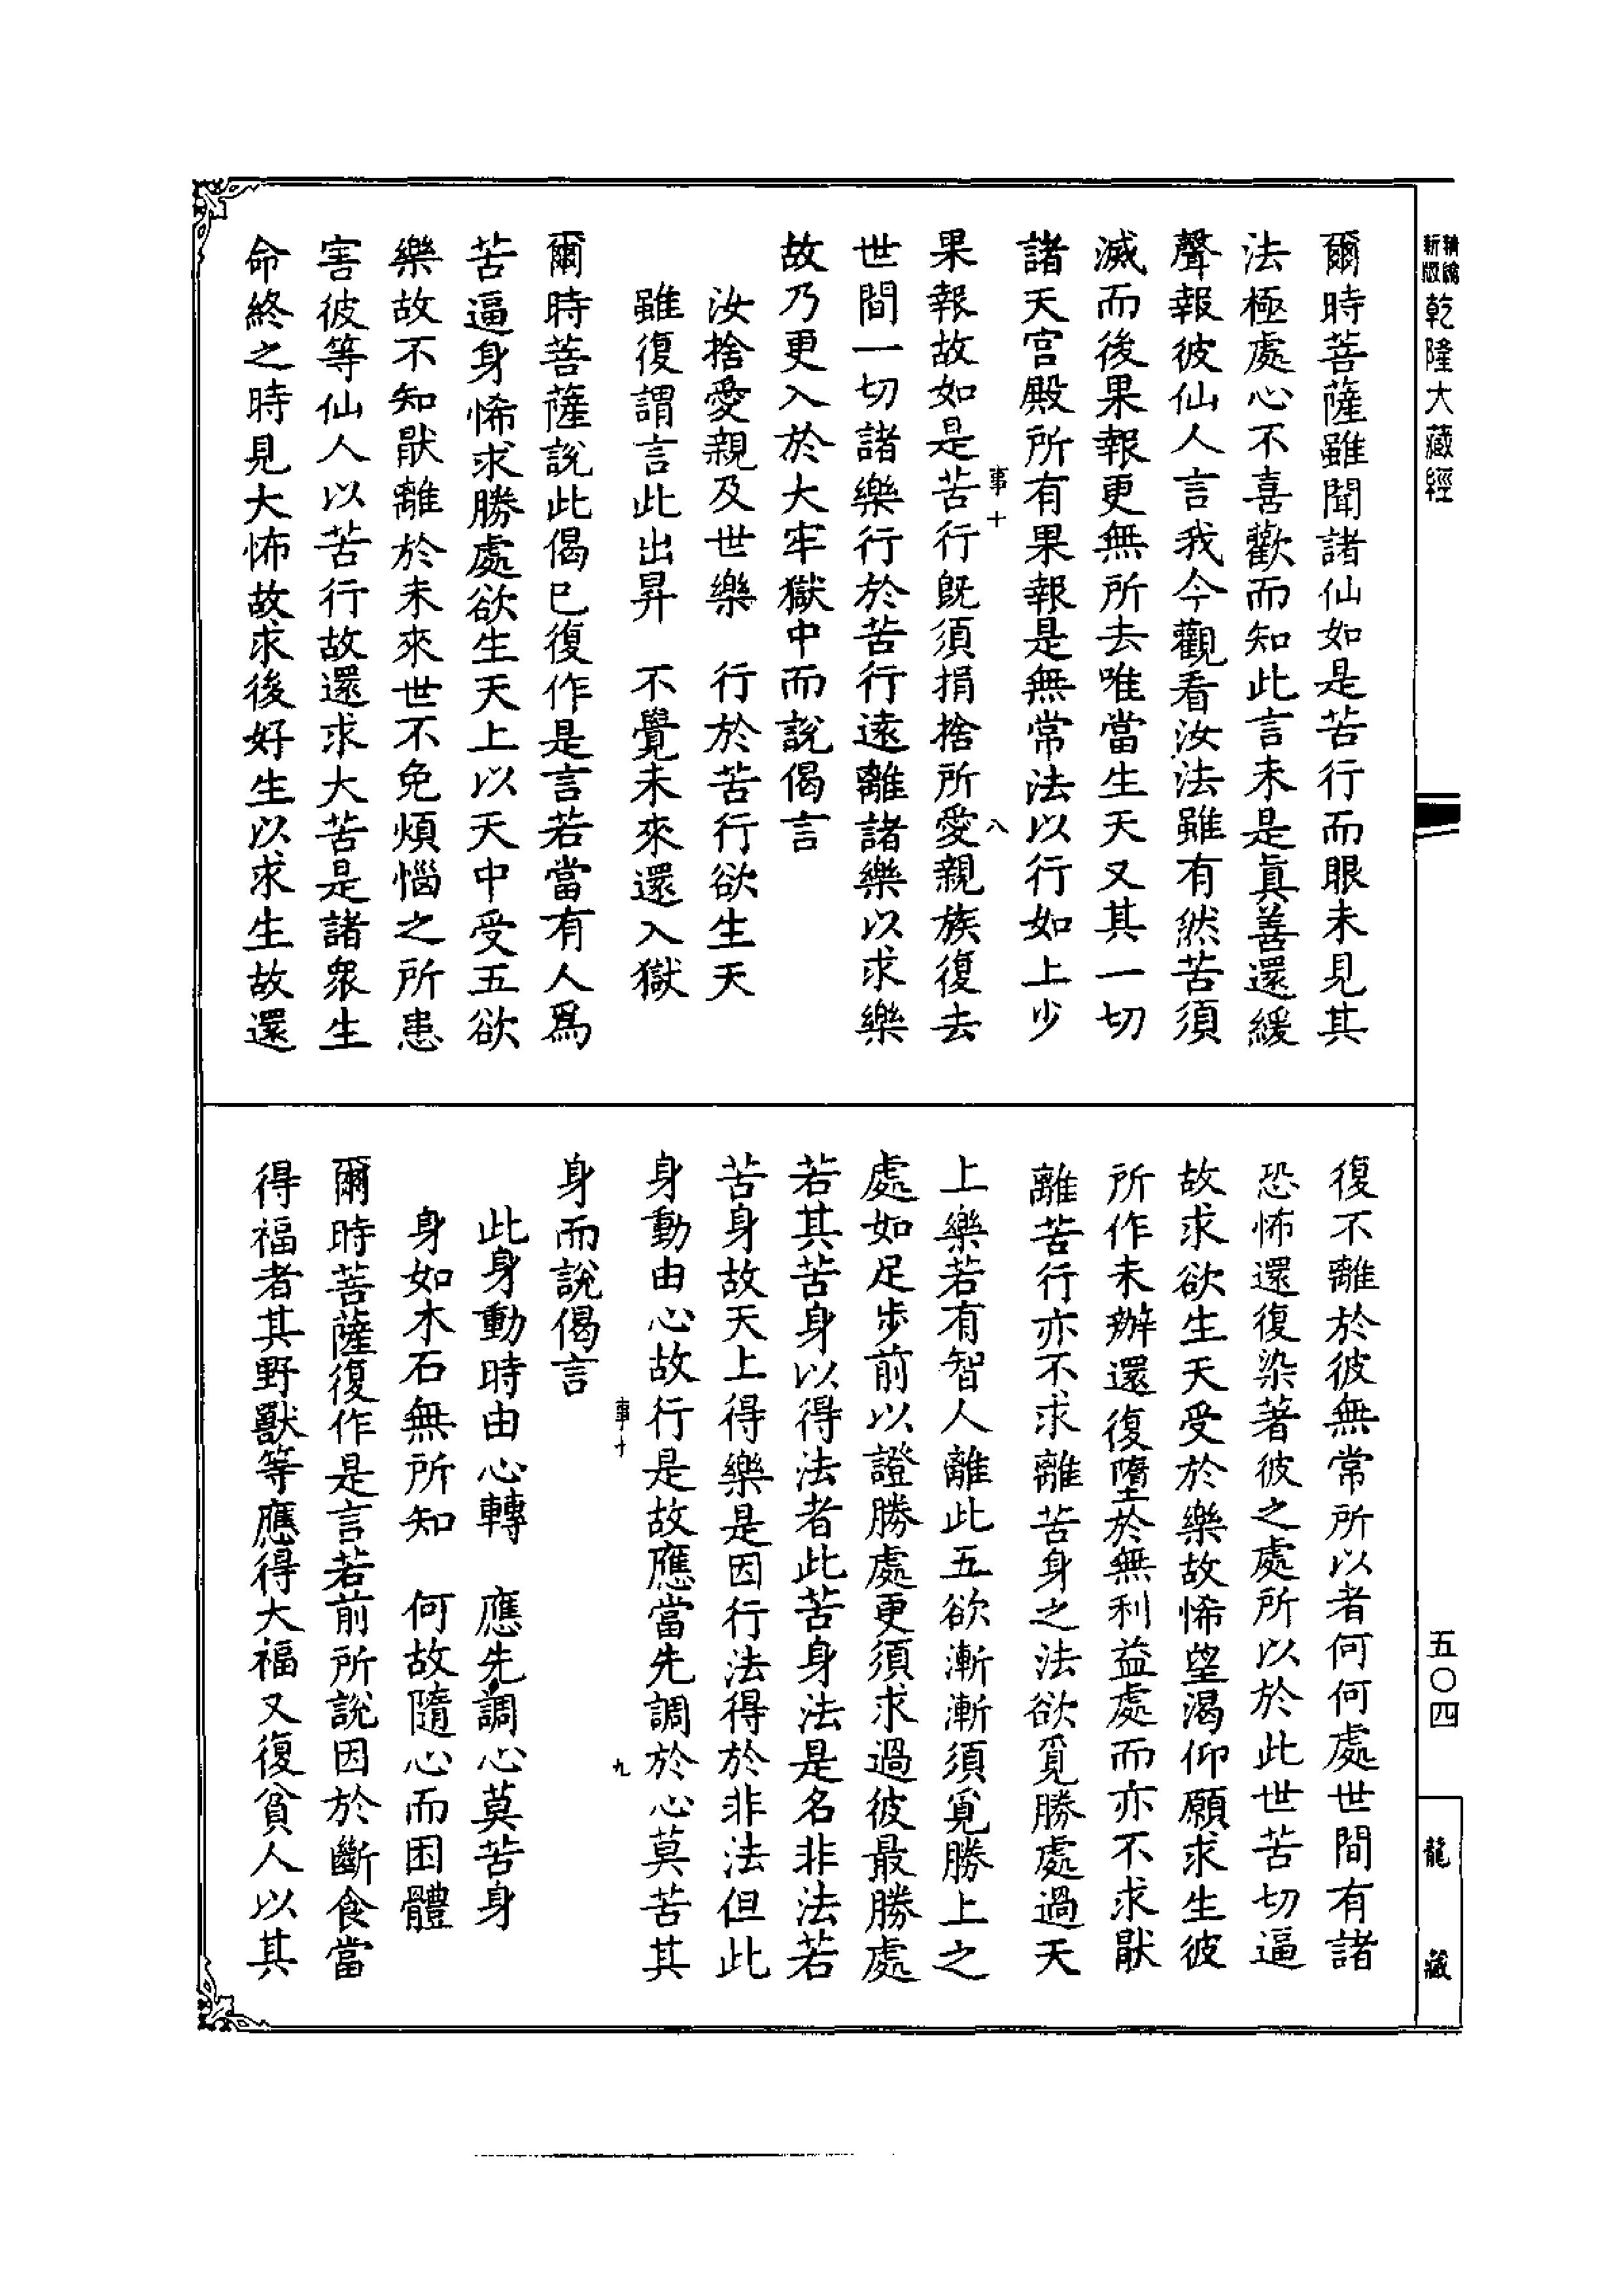 精編
新版
乾隆大藏經
五〇四
龍藏
爾時菩薩雖聞諸仙如是苦行而眼未見其
法極處心不喜歡而知此言未是眞善還緩
聲報彼仙人言我今觀看汝法雖有然苦須
滅而後果報更無所去唯當生天又其一切
諸天宮殿所有果報是無常法以行如上少
事十
八
果報故如是苦行旣須捐捨所愛親族復去
世間一切諸樂行於苦行遠離諸樂以求樂
故乃更入於大牢獄中而說偈言
汝捨愛親及世樂　行於苦行欲生天
雖復謂言此出昇　不覺未來還入獄
爾時菩薩說此偈已復作是言若當有人爲
苦逼身悕求勝處欲生天上以天中受五欲
樂故不知猒離於未來世不免煩惱之所患
害彼等仙人以苦行故還求大苦是諸衆生
命終之時見大怖故求後好生以求生故還
復不離於彼無常所以者何何處世間有諸
恐怖還復染著彼之處所以於此世苦切逼
故求欲生天受於樂故悕望渴仰願求生彼
所作未辦還復墮於無利益處而亦不求猒
離苦行亦不求離苦身之法欲覓勝處過天
上樂若有智人離此五欲漸漸須覓勝上之
處如足步前以證勝處更須求過彼最勝處
若其苦身以得法者此苦身法是名非法若
苦身故天上得樂是因行法得於非法但此
身動由心故行是故應當先調於心莫苦其
事十
九
身而說偈言
此身動時由心轉　應先調心莫苦身
身如木石無所知　何故隨心而困體
爾時菩薩復作是言若前所說因於斷食當
得福者其野獸等應得大福又復貧人以其